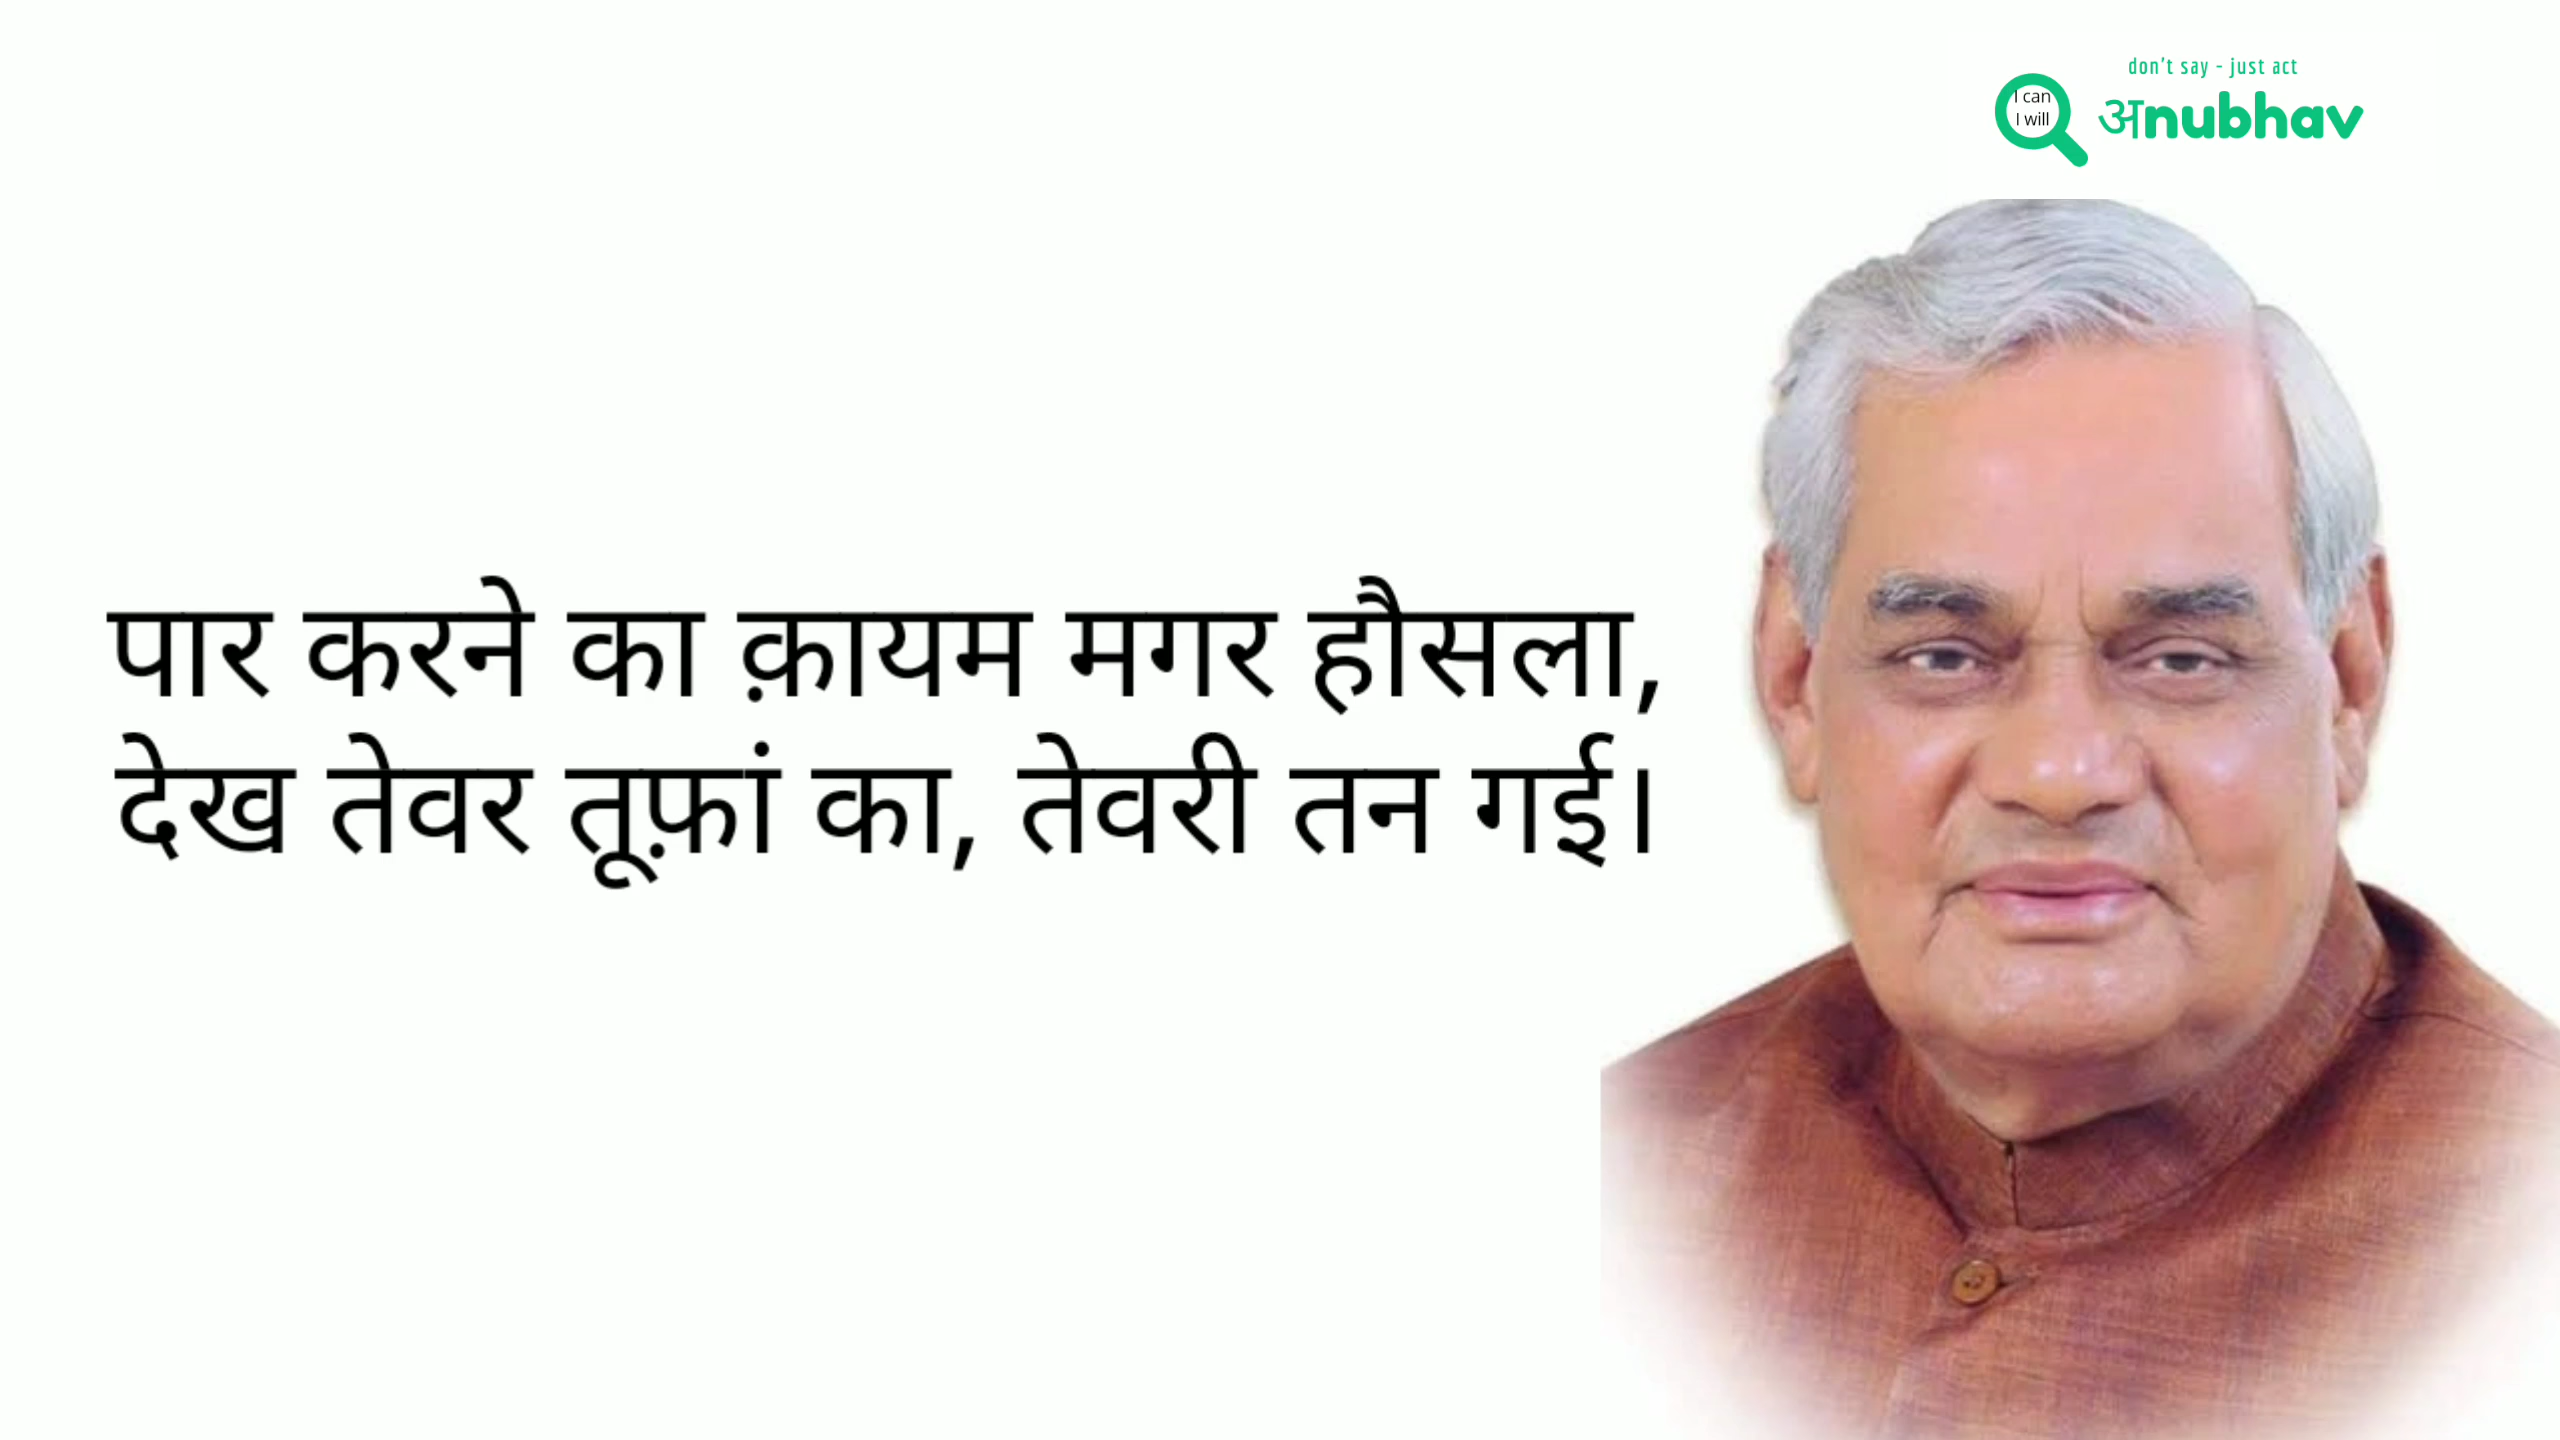 don't say - just act
I can
I will
अnubhav
पार करने का क़ायम मगर हौसला,
देख तेवर तूफ़ां का, तेवरी तन गई।